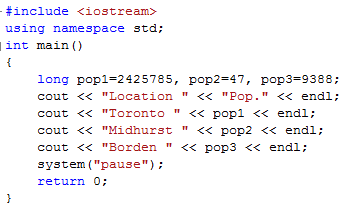 #include <iostream>
using namespace std;
int main()
{
long pop1=2425785, pop2=47, pop3=9388;
cout << "Location " << "Pop." << endl;
cout << "Toronto " << pop1 << endl;
cout << "Midhurst " << pop2 << endl;
cout << "Borden " << pop3 << endl;
system("pause");
return 0;
}